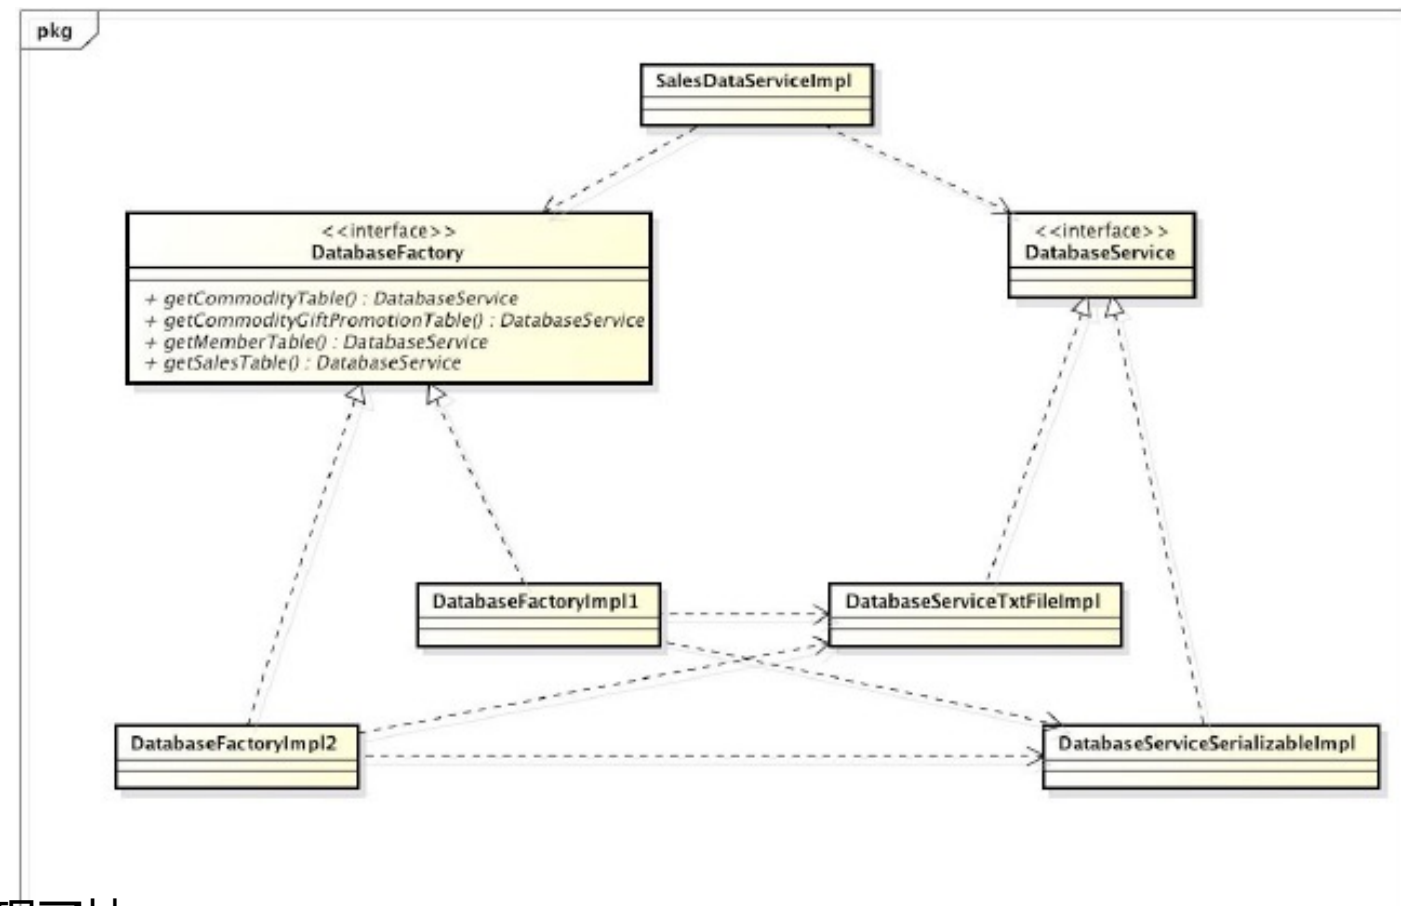 pkg
SalesDataServiceImpl
<<interface>>
DatabaseFactory
+ getCommodityTable() : DatabaseService
+ getCommodityGiftPromotionTable() : DatabaseService
+ getMemberTable() : DatabaseService
+ getSalesTable() : DatabaseService
<<interface>>
DatabaseService
DatabaseFactoryImpl1
DatabaseServiceTxtFileImpl
DatabaseFactoryImpl2
DatabaseServiceSerializableImpl